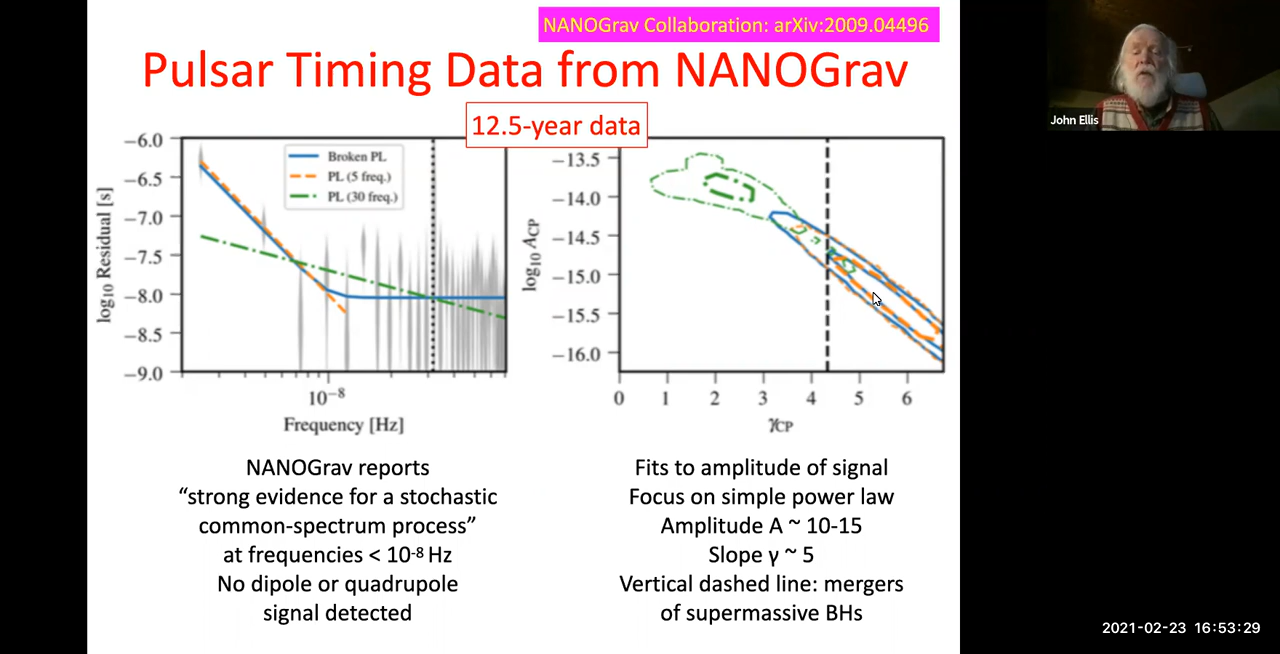 NANOGrav Collaboration: arXiv:2009.04496
Pulsar Timing Data from NANOGrav
12.5-year data
John Ellis
−6.0
−6.5
−7.0
−7.5
−8.0
−8.5
−9.0
log₁₀ Residual [s]
Broken PL
PL (5 freq.)
PL (30 freq.)
10⁻⁸
Frequency [Hz]
−13.5
−14.0
−14.5
−15.0
−15.5
−16.0
log₁₀ A_CP
0 1 2 3 4 5 6
γ_CP
NANOGrav reports
“strong evidence for a stochastic
common-spectrum process”
at frequencies < 10⁻⁸ Hz
No dipole or quadrupole
signal detected
Fits to amplitude of signal
Focus on simple power law
Amplitude A ~ 10-15
Slope γ ~ 5
Vertical dashed line: mergers
of supermassive BHs
2021-02-23 16:53:29